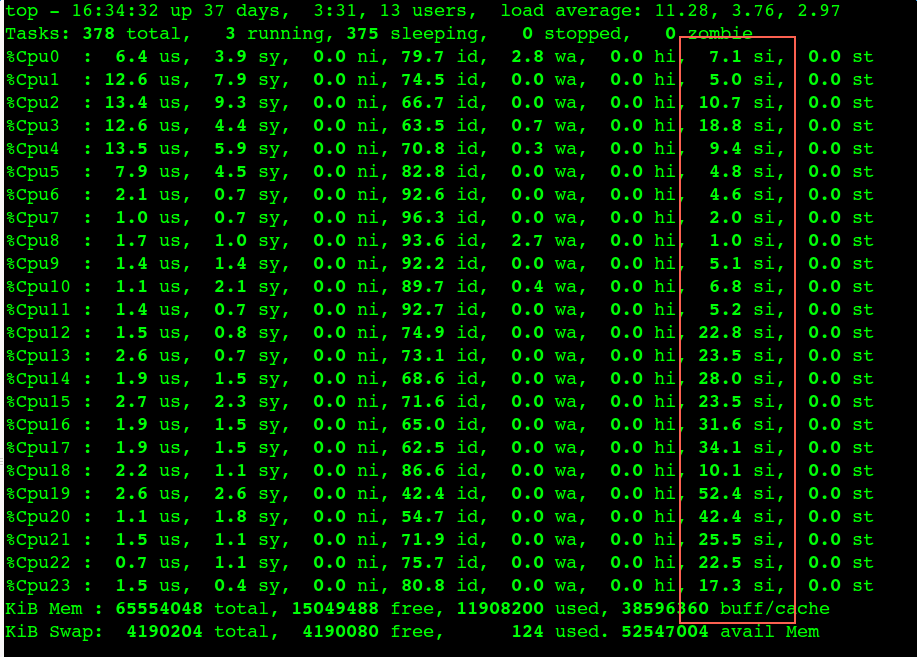 top - 16:34:32 up 37 days,  3:31, 13 users,  load average: 11.28, 3.76, 2.97
Tasks: 378 total,   3 running, 375 sleeping,   0 stopped,   0 zombie
%Cpu0  :  6.4 us,  3.9 sy,  0.0 ni, 79.7 id,  2.8 wa,  0.0 hi,  7.1 si,  0.0 st
%Cpu1  : 12.6 us,  7.9 sy,  0.0 ni, 74.5 id,  0.0 wa,  0.0 hi,  5.0 si,  0.0 st
%Cpu2  : 13.4 us,  9.3 sy,  0.0 ni, 66.7 id,  0.0 wa,  0.0 hi, 10.7 si,  0.0 st
%Cpu3  : 12.6 us,  4.4 sy,  0.0 ni, 63.5 id,  0.7 wa,  0.0 hi, 18.8 si,  0.0 st
%Cpu4  : 13.5 us,  5.9 sy,  0.0 ni, 70.8 id,  0.3 wa,  0.0 hi,  9.4 si,  0.0 st
%Cpu5  :  7.9 us,  4.5 sy,  0.0 ni, 82.8 id,  0.0 wa,  0.0 hi,  4.8 si,  0.0 st
%Cpu6  :  2.1 us,  0.7 sy,  0.0 ni, 92.6 id,  0.0 wa,  0.0 hi,  4.6 si,  0.0 st
%Cpu7  :  1.0 us,  0.7 sy,  0.0 ni, 96.3 id,  0.0 wa,  0.0 hi,  2.0 si,  0.0 st
%Cpu8  :  1.7 us,  1.0 sy,  0.0 ni, 93.6 id,  2.7 wa,  0.0 hi,  1.0 si,  0.0 st
%Cpu9  :  1.4 us,  1.4 sy,  0.0 ni, 92.2 id,  0.0 wa,  0.0 hi,  5.1 si,  0.0 st
%Cpu10 :  1.1 us,  2.1 sy,  0.0 ni, 89.7 id,  0.4 wa,  0.0 hi,  6.8 si,  0.0 st
%Cpu11 :  1.4 us,  0.7 sy,  0.0 ni, 92.7 id,  0.0 wa,  0.0 hi,  5.2 si,  0.0 st
%Cpu12 :  1.5 us,  0.8 sy,  0.0 ni, 74.9 id,  0.0 wa,  0.0 hi, 22.8 si,  0.0 st
%Cpu13 :  2.6 us,  0.7 sy,  0.0 ni, 73.1 id,  0.0 wa,  0.0 hi, 23.5 si,  0.0 st
%Cpu14 :  1.9 us,  1.5 sy,  0.0 ni, 68.6 id,  0.0 wa,  0.0 hi, 28.0 si,  0.0 st
%Cpu15 :  2.7 us,  2.3 sy,  0.0 ni, 71.6 id,  0.0 wa,  0.0 hi, 23.5 si,  0.0 st
%Cpu16 :  1.9 us,  1.5 sy,  0.0 ni, 65.0 id,  0.0 wa,  0.0 hi, 31.6 si,  0.0 st
%Cpu17 :  1.9 us,  1.5 sy,  0.0 ni, 62.5 id,  0.0 wa,  0.0 hi, 34.1 si,  0.0 st
%Cpu18 :  2.2 us,  1.1 sy,  0.0 ni, 86.6 id,  0.0 wa,  0.0 hi, 10.1 si,  0.0 st
%Cpu19 :  2.6 us,  2.6 sy,  0.0 ni, 42.4 id,  0.0 wa,  0.0 hi, 52.4 si,  0.0 st
%Cpu20 :  1.1 us,  1.8 sy,  0.0 ni, 54.7 id,  0.0 wa,  0.0 hi, 42.4 si,  0.0 st
%Cpu21 :  1.5 us,  1.1 sy,  0.0 ni, 71.9 id,  0.0 wa,  0.0 hi, 25.5 si,  0.0 st
%Cpu22 :  0.7 us,  1.1 sy,  0.0 ni, 75.7 id,  0.0 wa,  0.0 hi, 22.5 si,  0.0 st
%Cpu23 :  1.5 us,  0.4 sy,  0.0 ni, 80.8 id,  0.0 wa,  0.0 hi, 17.3 si,  0.0 st
KiB Mem : 65554048 total, 15049488 free, 11908200 used, 38596360 buff/cache
KiB Swap:  4190204 total,  4190080 free,      124 used. 52547004 avail Mem